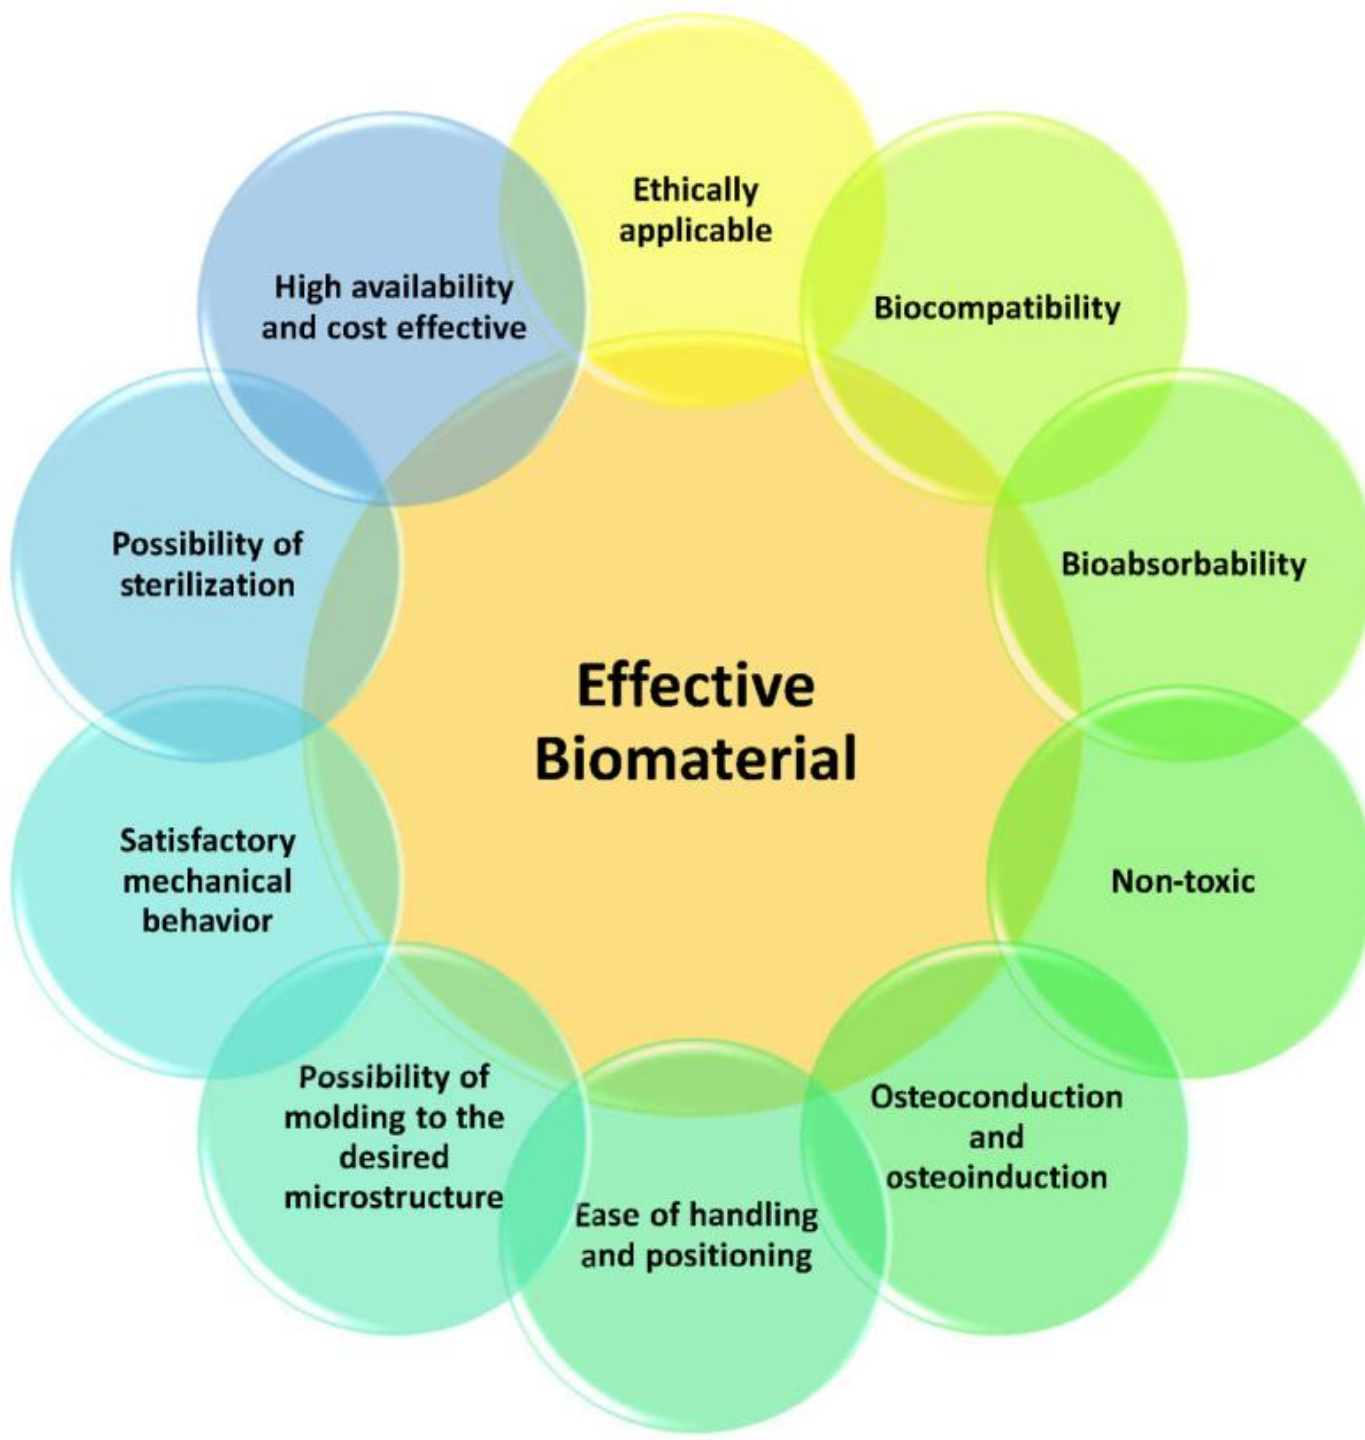 Ethically
applicable
Biocompatibility
Bioabsorbability
Non-toxic
Osteoconduction
and
osteoinduction
Ease of handling
and positioning
Possibility of
molding to the
desired
microstructure
Satisfactory
mechanical
behavior
Possibility of
sterilization
High availability
and cost effective
Effective
Biomaterial